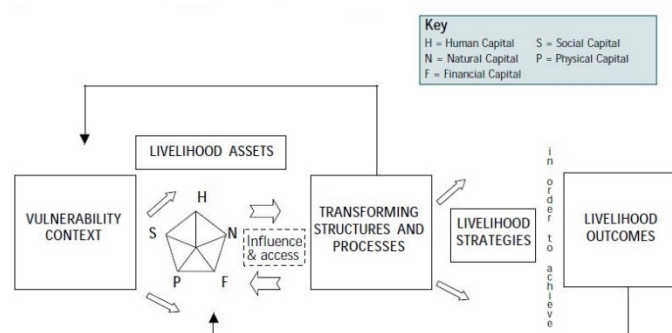 Key
H = Human Capital S = Social Capital
N = Natural Capital P = Physical Capital
F = Financial Capital
LIVELIHOOD ASSETS
VULNERABILITY
CONTEXT
H
S
N
P
F
Influence
& access
TRANSFORMING
STRUCTURES AND
PROCESSES
LIVELIHOOD
STRATEGIES
in order to achieve
LIVELIHOOD
OUTCOMES